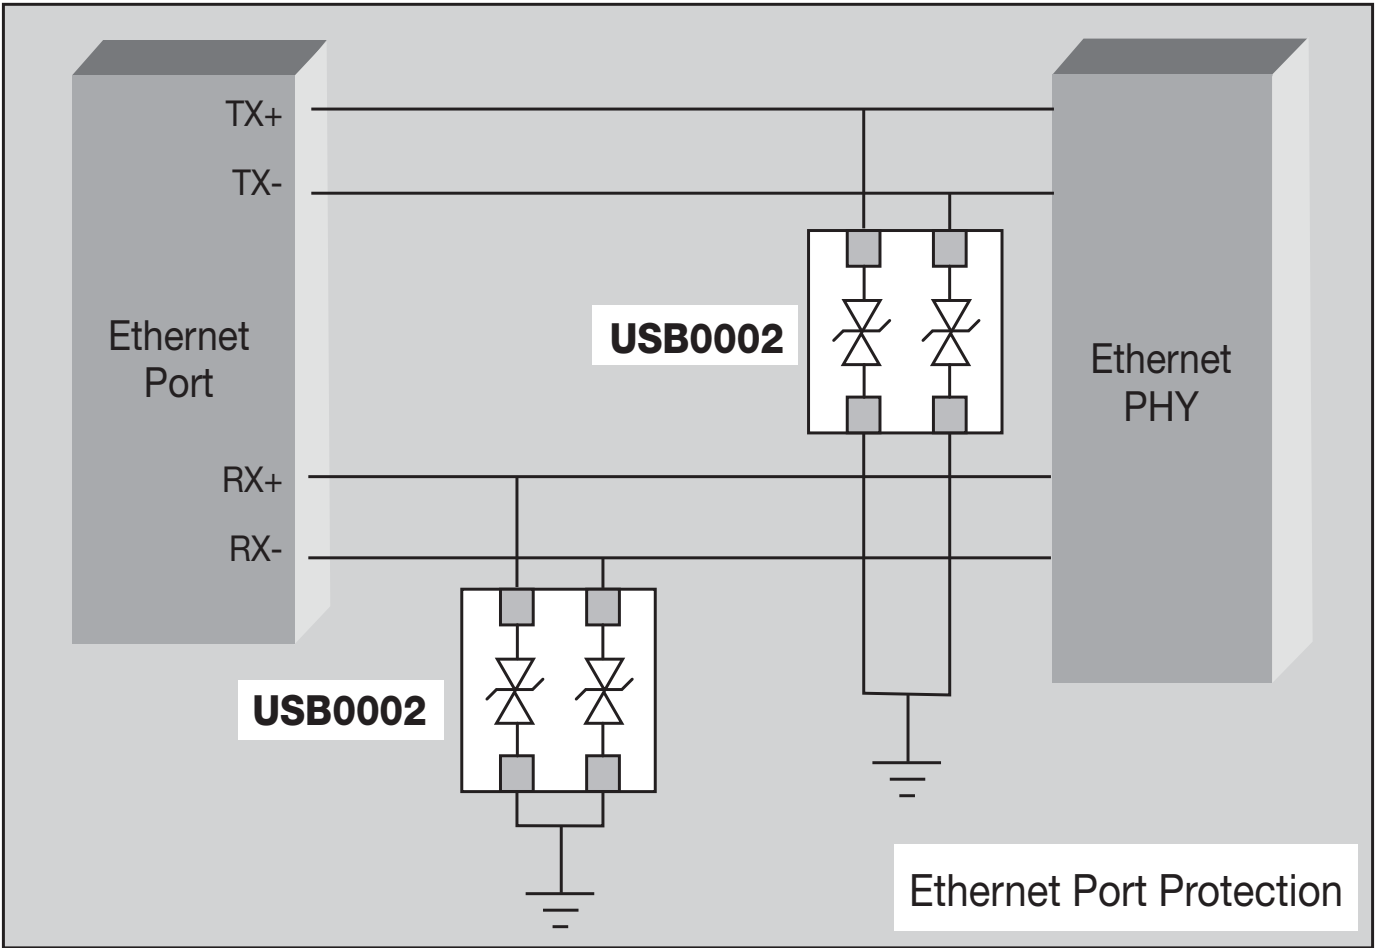 TX+
TX-
Ethernet
Port
USB0002
Ethernet
PHY
RX+
RX-
USB0002
Ethernet Port Protection